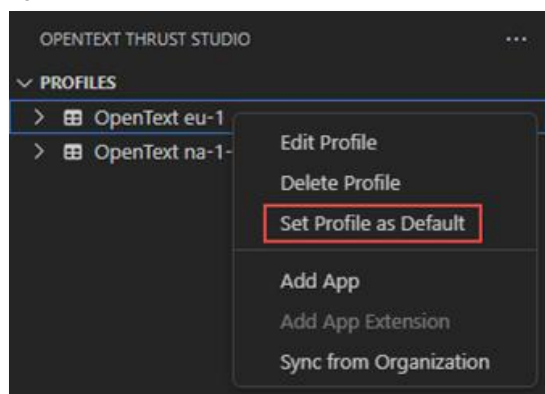 OPENTEXT THRUST STUDIO
PROFILES
OpenText eu-1
OpenText na-1-
Edit Profile
Delete Profile
Set Profile as Default
Add App
Add App Extension
Sync from Organization